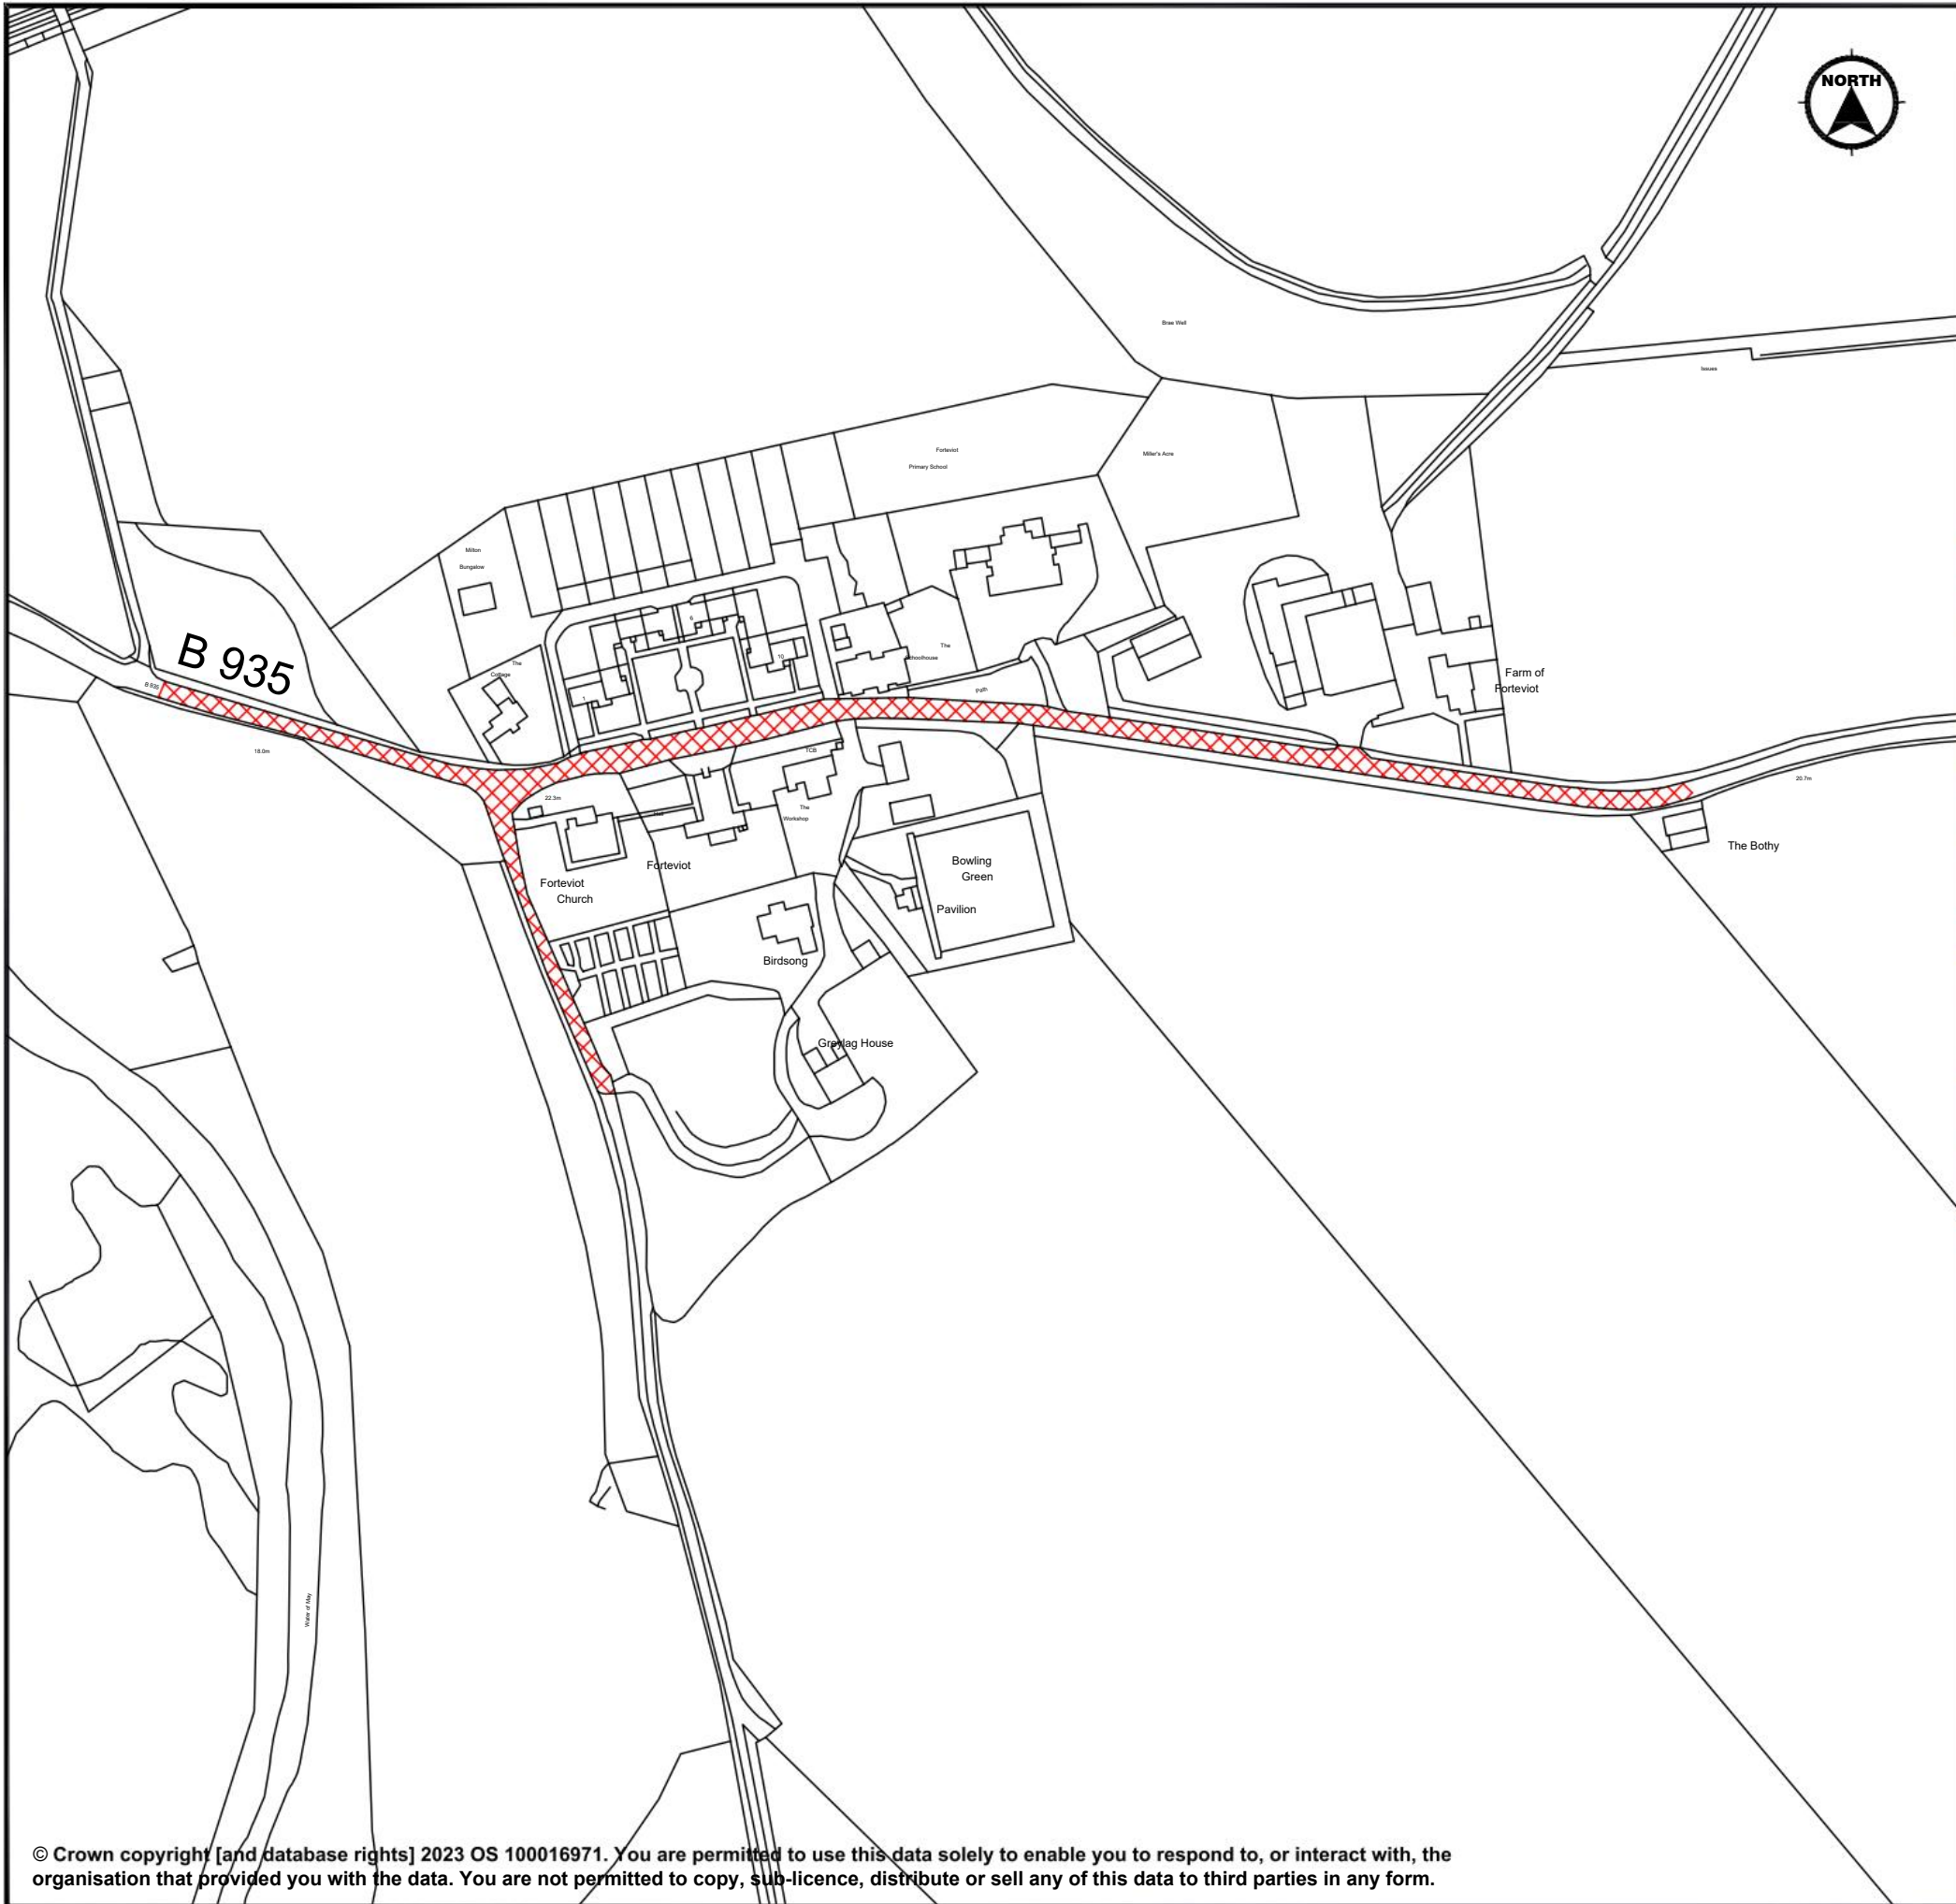 NORTH
Brae Well
Issues
Forteviot
Primary School
Miller's Acre
Milton
Bungalow
6
10
1
The
Cottage
The
Schoolhouse
Path
B 935
B 935
18.0m
Farm of
Forteviot
20.7m
TCB
22.3m
The
Workshop
The Bothy
Forteviot
Forteviot
Church
Bowling
Green
Pavilion
Birdsong
Greylag House
Water of May
© Crown copyright [and database rights] 2023 OS 100016971. You are permitted to use this data solely to enable you to respond to, or interact with, the
organisation that provided you with the data. You are not permitted to copy, sub-licence, distribute or sell any of this data to third parties in any form.